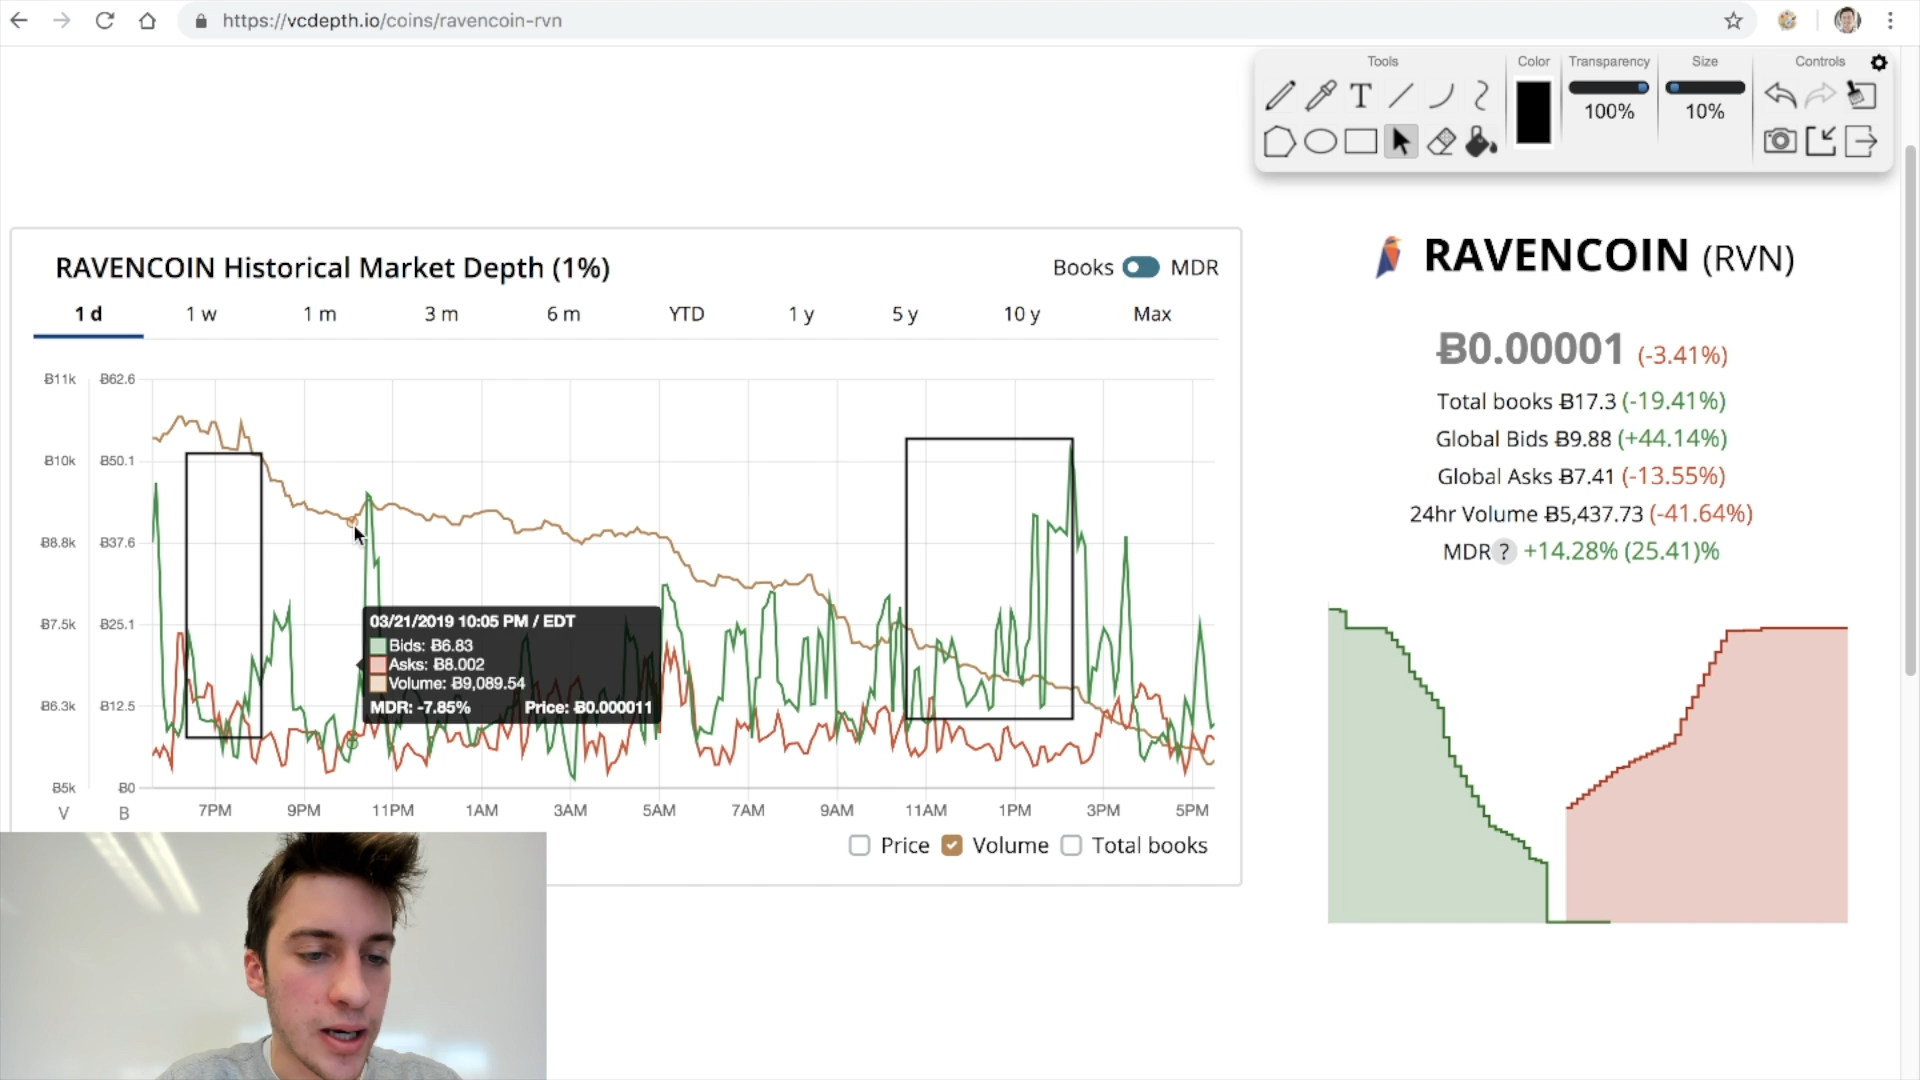 https://vcdepth.io/coins/ravencoin-rvn
Tools
Color
Transparency
Size
Controls
T
100%
10%
RAVENCOIN Historical Market Depth (1%)
Books MDR
1 d 1 w 1 m 3 m 6 m YTD 1 y 5 y 10 y Max
Ƀ11k Ƀ62.6
Ƀ10k Ƀ50.1
Ƀ8.8k Ƀ37.6
Ƀ7.5k Ƀ25.1
Ƀ6.3k Ƀ12.5
Ƀ5k Ƀ0
V B
7PM 9PM 11PM 1AM 3AM 5AM 7AM 9AM 11AM 1PM 3PM 5PM
03/21/2019 10:05 PM / EDT
Bids: Ƀ6.83
Asks: Ƀ8.002
Volume: Ƀ9,089.54
MDR: -7.85% Price: Ƀ0.000011
Price Volume Total books
RAVENCOIN (RVN)
Ƀ0.00001 (-3.41%)
Total books Ƀ17.3 (-19.41%)
Global Bids Ƀ9.88 (+44.14%)
Global Asks Ƀ7.41 (-13.55%)
24hr Volume Ƀ5,437.73 (-41.64%)
MDR ? +14.28% (25.41)%